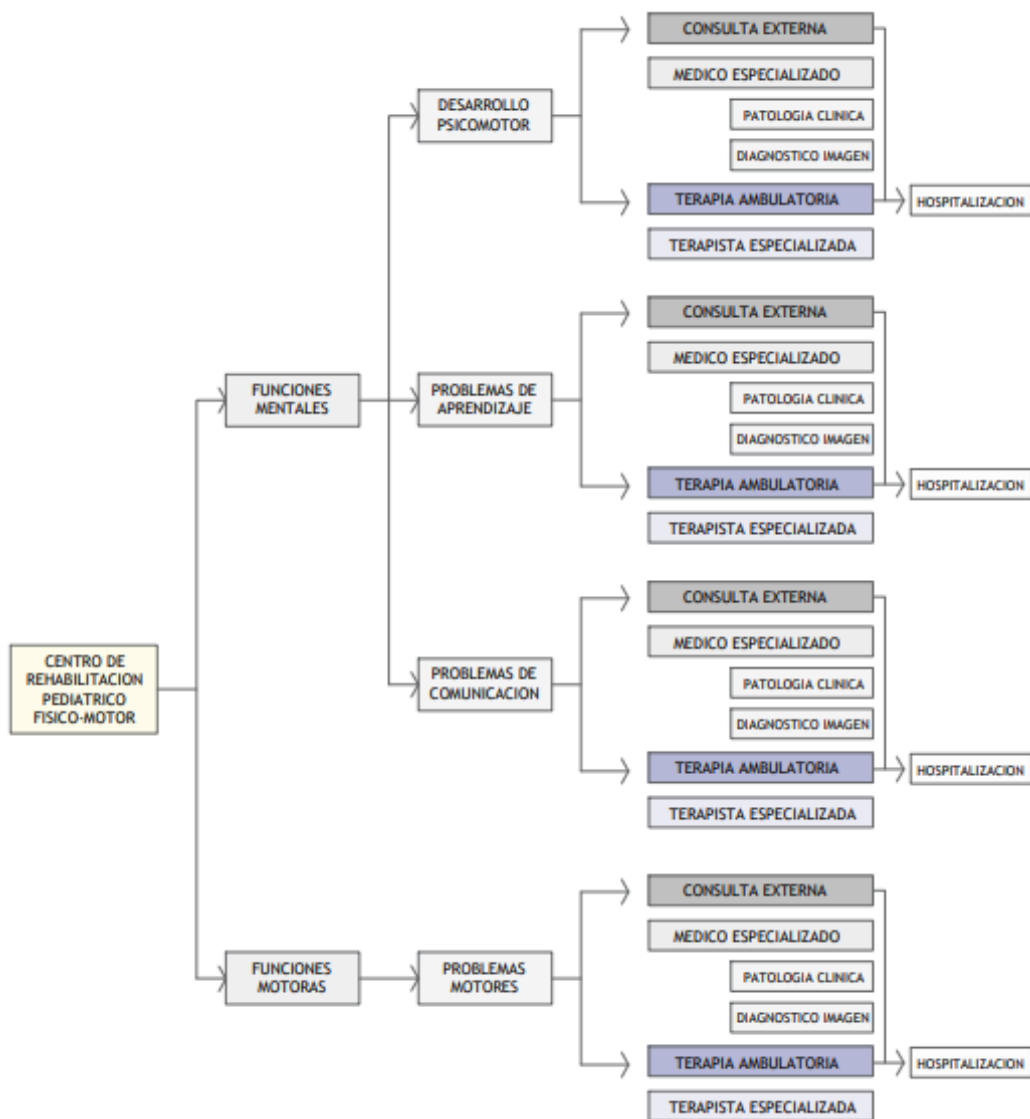 CONSULTA EXTERNA
MEDICO ESPECIALIZADO
DESARROLLO
PSICOMOTOR
PATOLOGIA CLINICA
DIAGNOSTICO IMAGEN
TERAPIA AMBULATORIA
HOSPITALIZACION
TERAPISTA ESPECIALIZADA
CONSULTA EXTERNA
MEDICO ESPECIALIZADO
FUNCIONES
MENTALES
PROBLEMAS DE
APRENDIZAJE
PATOLOGIA CLINICA
DIAGNOSTICO IMAGEN
TERAPIA AMBULATORIA
HOSPITALIZACION
TERAPISTA ESPECIALIZADA
CONSULTA EXTERNA
MEDICO ESPECIALIZADO
CENTRO DE
REHABILITACION
PEDIATRICO
FISICO-MOTOR
PROBLEMAS DE
COMUNICACION
PATOLOGIA CLINICA
DIAGNOSTICO IMAGEN
TERAPIA AMBULATORIA
HOSPITALIZACION
TERAPISTA ESPECIALIZADA
CONSULTA EXTERNA
MEDICO ESPECIALIZADO
FUNCIONES
MOTORAS
PROBLEMAS
MOTORES
PATOLOGIA CLINICA
DIAGNOSTICO IMAGEN
TERAPIA AMBULATORIA
HOSPITALIZACION
TERAPISTA ESPECIALIZADA